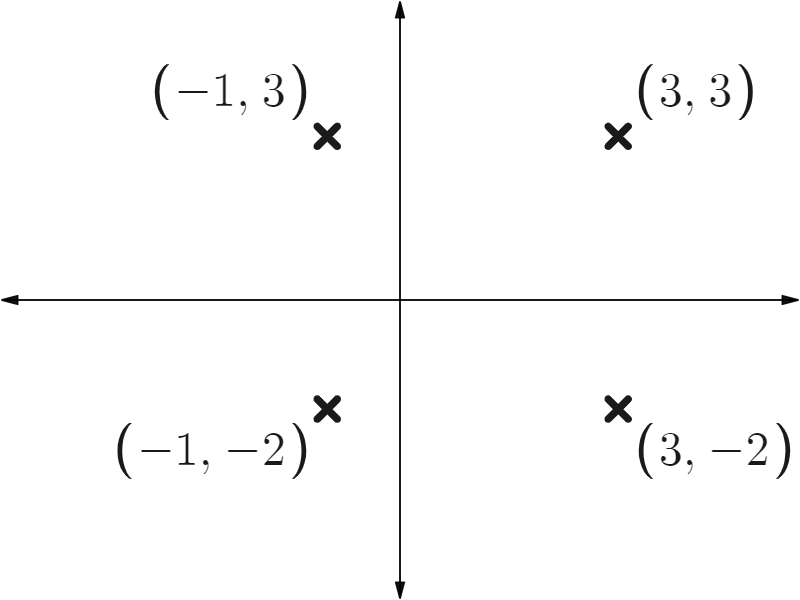 (−1, 3) (3, 3)
(−1, −2) (3, −2)